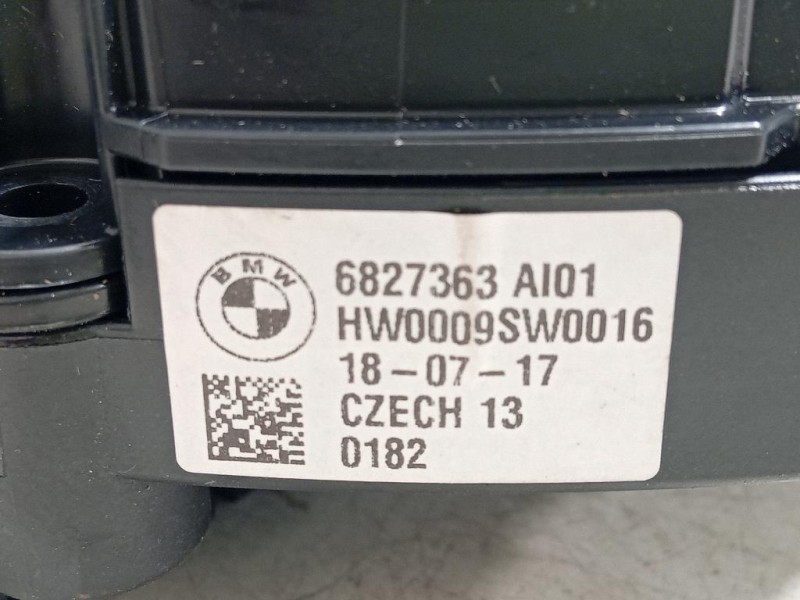 BMW
6827363 AI01
HW0009SW0016
18-07-17
CZECH 13
0182